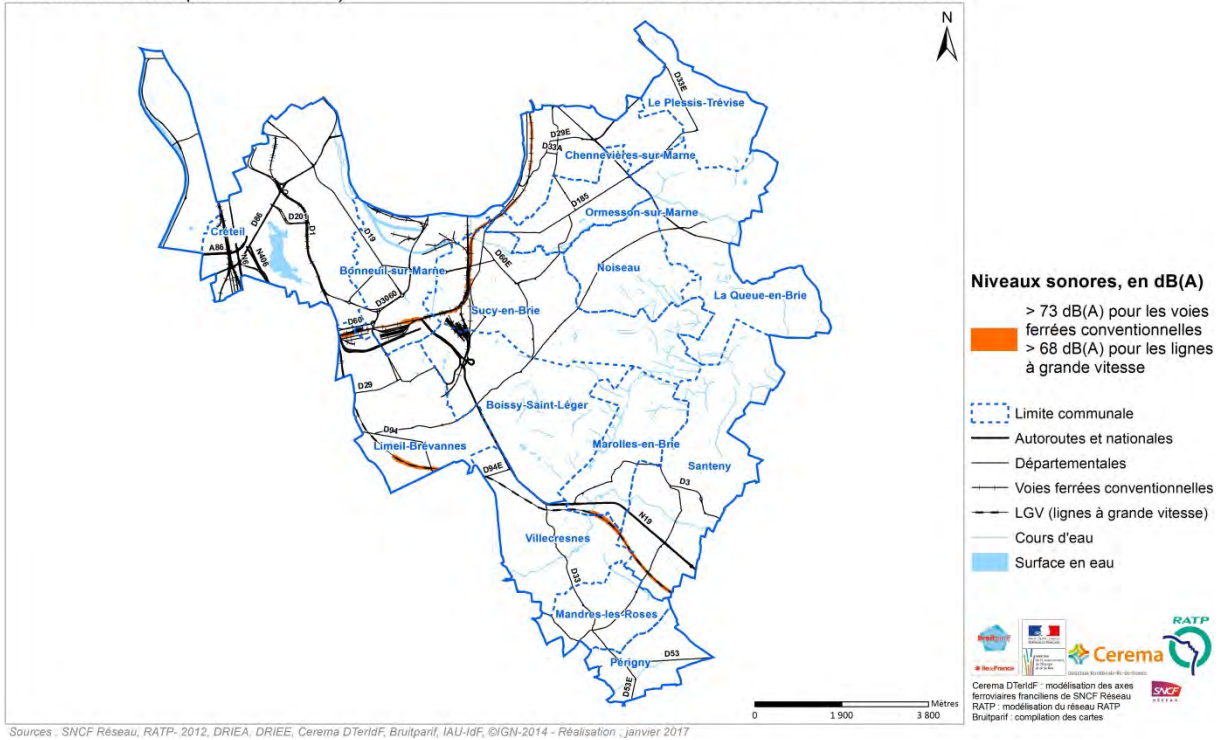 N
D33E
Le Plessis-Trévise
D29E
D33A
Chennevières-sur-Marne
D185
Ormesson-sur-Marne
D86
D201
D1
D19
Créteil
A86
N6
N406
D60E
Bonneuil-sur-Marne
Noiseau
La Queue-en-Brie
D3060
D60
Sucy-en-Brie
D29
Boissy-Saint-Léger
D94
Limeil-Brévannes
Marolles-en-Brie
D94E
Santeny
D3
N19
Villecresnes
D33
Mandres-les-Roses
Périgny
D53
D53E
Niveaux sonores, en dB(A)
> 73 dB(A) pour les voies
ferrées conventionnelles
> 68 dB(A) pour les lignes
à grande vitesse
Limite communale
Autoroutes et nationales
Départementales
Voies ferrées conventionnelles
LGV (lignes à grande vitesse)
Cours d'eau
Surface en eau
RATP
Bruitparif
îledeFrance
Cerema
SNCF
RÉSEAU
Cerema DTerIdF : modélisation des axes
ferroviaires franciliens de SNCF Réseau
RATP : modélisation du réseau RATP
Bruitparif : compilation des cartes
Mètres
0 1 900 3 800
Sources : SNCF Réseau, RATP- 2012, DRIEA, DRIEE, Cerema DTerIdF, Bruitparif, IAU-IdF, ©IGN-2014 - Réalisation : janvier 2017